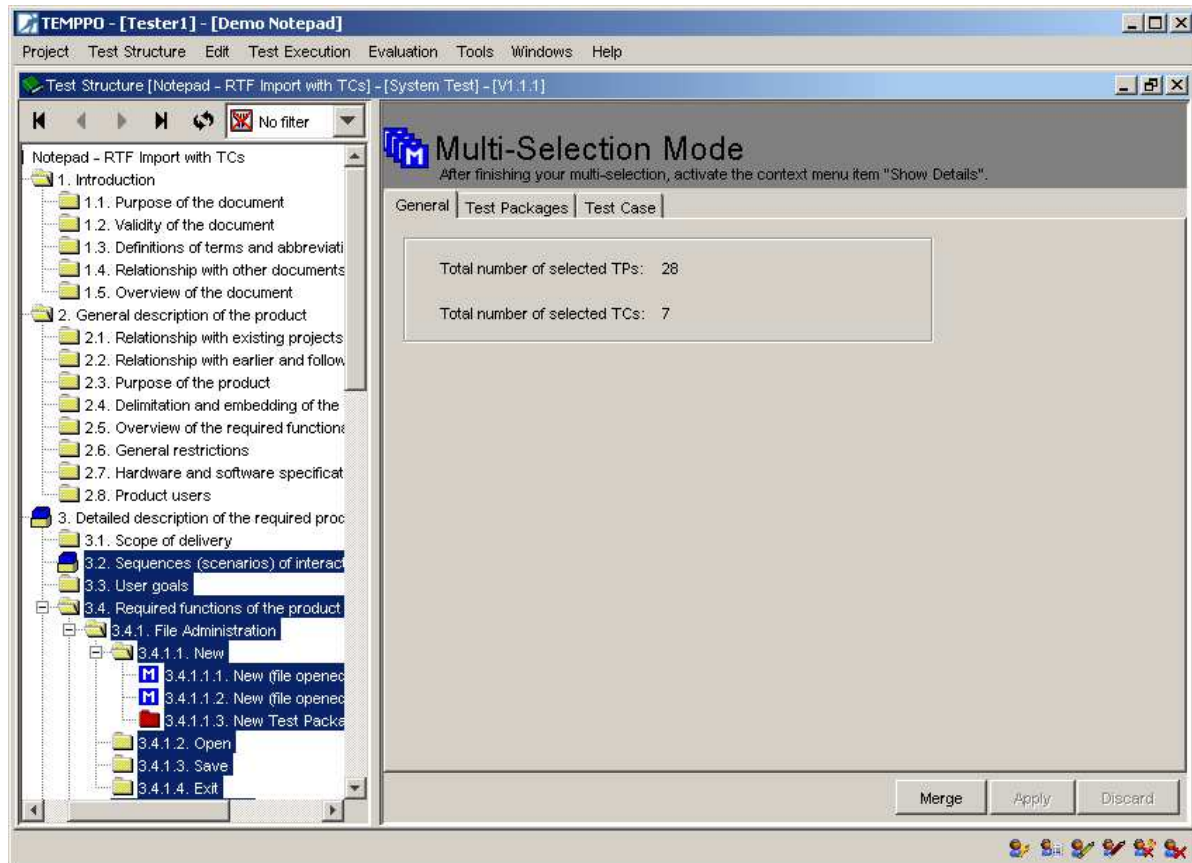 TEMPPO - [Tester1] - [Demo Notepad]
Project Test Structure Edit Test Execution Evaluation Tools Windows Help
Test Structure [Notepad - RTF Import with TCs] - [System Test] - [V1.1.1]
No filter
Notepad - RTF Import with TCs
1. Introduction
1.1. Purpose of the document
1.2. Validity of the document
1.3. Definitions of terms and abbreviati
1.4. Relationship with other documents
1.5. Overview of the document
2. General description of the product
2.1. Relationship with existing projects
2.2. Relationship with earlier and follow
2.3. Purpose of the product
2.4. Delimitation and embedding of the
2.5. Overview of the required functions
2.6. General restrictions
2.7. Hardware and software specificat
2.8. Product users
3. Detailed description of the required proc
3.1. Scope of delivery
3.2. Sequences (scenarios) of interact
3.3. User goals
3.4. Required functions of the product
3.4.1. File Administration
3.4.1.1. New
M 3.4.1.1.1. New (file opened
M 3.4.1.1.2. New (file opened
3.4.1.1.3. New Test Packa
3.4.1.2. Open
3.4.1.3. Save
3.4.1.4. Exit
M Multi-Selection Mode
After finishing your multi-selection, activate the context menu item "Show Details".
General Test Packages Test Case
Total number of selected TPs: 28
Total number of selected TCs: 7
Merge Apply Discard